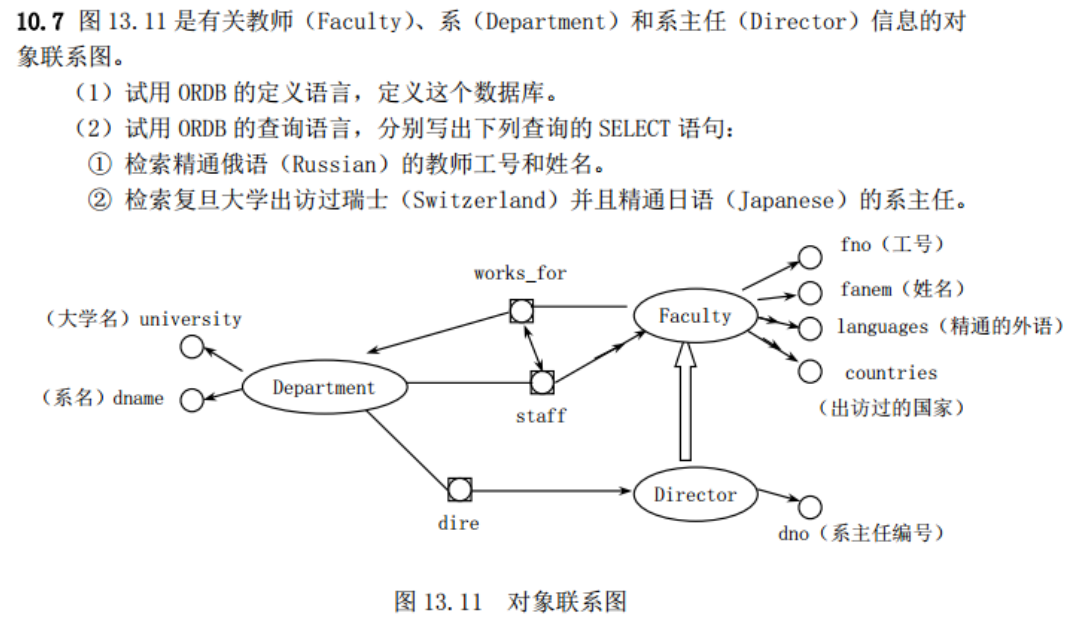 10.7 图 13.11 是有关教师（Faculty）、系（Department）和系主任（Director）信息的对
象联系图。
（1）试用 ORDB 的定义语言，定义这个数据库。
（2）试用 ORDB 的查询语言，分别写出下列查询的 SELECT 语句：
① 检索精通俄语（Russian）的教师工号和姓名。
② 检索复旦大学出访过瑞士（Switzerland）并且精通日语（Japanese）的系主任。
fno（工号）
works_for
fanem（姓名）
（大学名）university
Faculty
languages（精通的外语）
countries
Department
（系名）dname
（出访过的国家）
staff
Director
dire
dno（系主任编号）
图 13.11 对象联系图